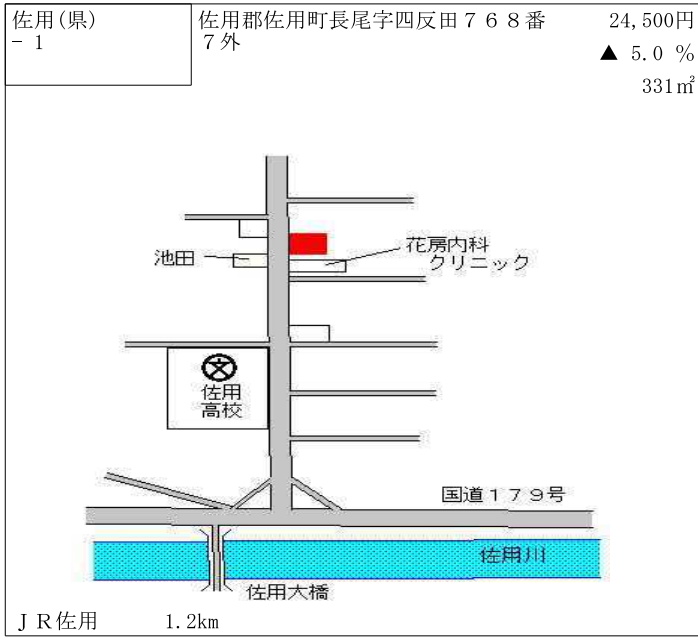 佐用(県)
－１
佐用郡佐用町長尾字四反田７６８番
７外
24,500円
▲ 5.0 %
331㎡
池田
花房内科
クリニック
佐用
高校
国道１７９号
佐用川
佐用大橋
ＪＲ佐用 1.2km